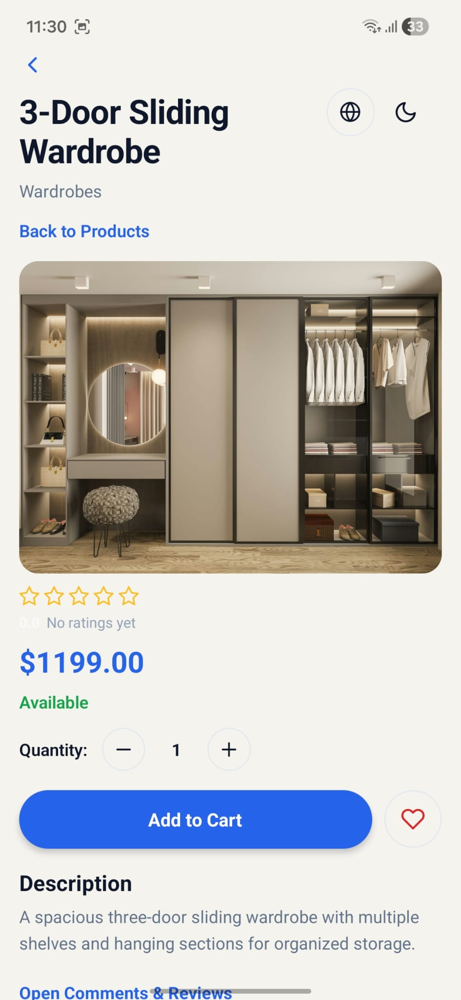 11:30
33
3-Door Sliding
Wardrobe
Wardrobes
Back to Products
0.0 No ratings yet
$1199.00
Available
Quantity:
1
Add to Cart
Description
A spacious three-door sliding wardrobe with multiple
shelves and hanging sections for organized storage.
Open Comments & Reviews